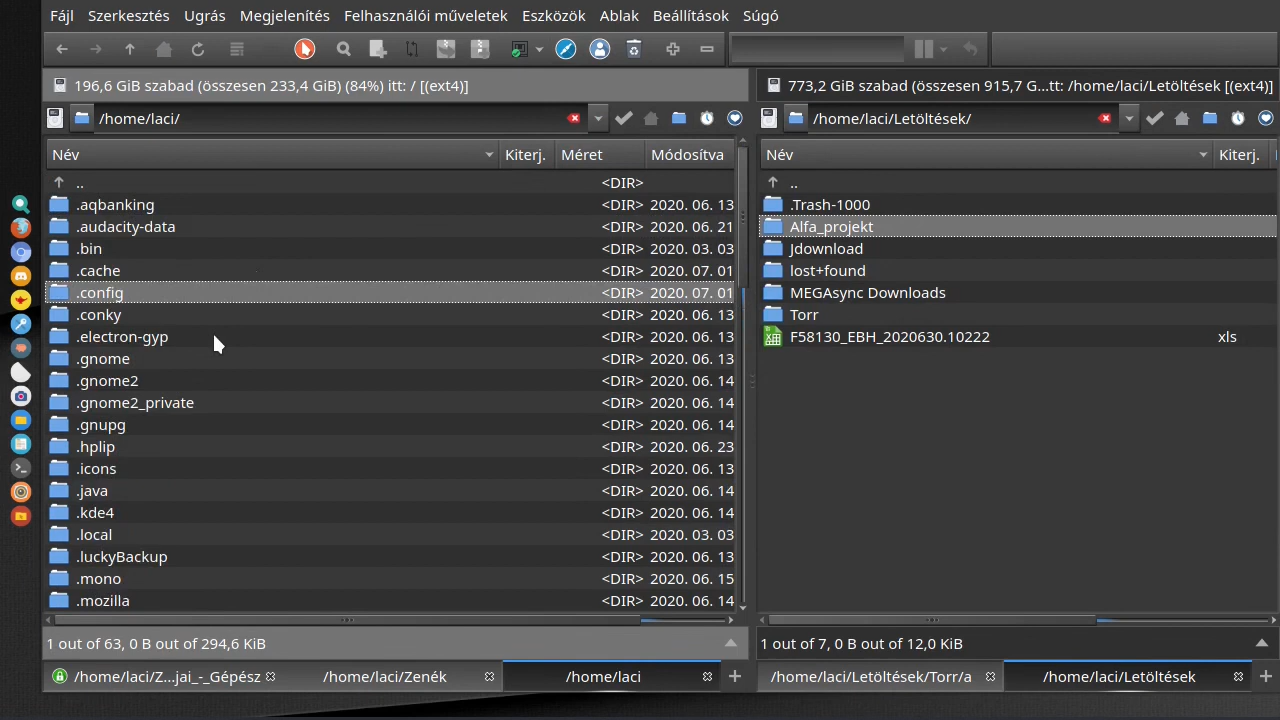 Fájl Szerkesztés Ugrás Megjelenítés Felhasználói műveletek Eszközök Ablak Beállítások Súgó
196,6 GiB szabad (összesen 233,4 GiB) (84%) itt: / [(ext4)]
/home/laci/
Név Kiterj. Méret Módosítva
.. <DIR>
.aqbanking <DIR> 2020. 06. 13
.audacity-data <DIR> 2020. 06. 21
.bin <DIR> 2020. 03. 03
.cache <DIR> 2020. 07. 01
.config <DIR> 2020. 07. 01
.conky <DIR> 2020. 06. 13
.electron-gyp <DIR> 2020. 06. 13
.gnome <DIR> 2020. 06. 13
.gnome2 <DIR> 2020. 06. 14
.gnome2_private <DIR> 2020. 06. 14
.gnupg <DIR> 2020. 06. 14
.hplip <DIR> 2020. 06. 23
.icons <DIR> 2020. 06. 13
.java <DIR> 2020. 06. 14
.kde4 <DIR> 2020. 06. 14
.local <DIR> 2020. 03. 03
.luckyBackup <DIR> 2020. 06. 13
.mono <DIR> 2020. 06. 15
.mozilla <DIR> 2020. 06. 14
1 out of 63, 0 B out of 294,6 KiB
/home/laci/Z...jai_-_Gépész /home/laci/Zenék /home/laci
773,2 GiB szabad (összesen 915,7 G...tt: /home/laci/Letöltések [(ext4)]
/home/laci/Letöltések/
Név Kiterj.
..
.Trash-1000
Alfa_projekt
Jdownload
lost+found
MEGAsync Downloads
Torr
F58130_EBH_2020630.10222 xls
1 out of 7, 0 B out of 12,0 KiB
/home/laci/Letöltések/Torr/a /home/laci/Letöltések